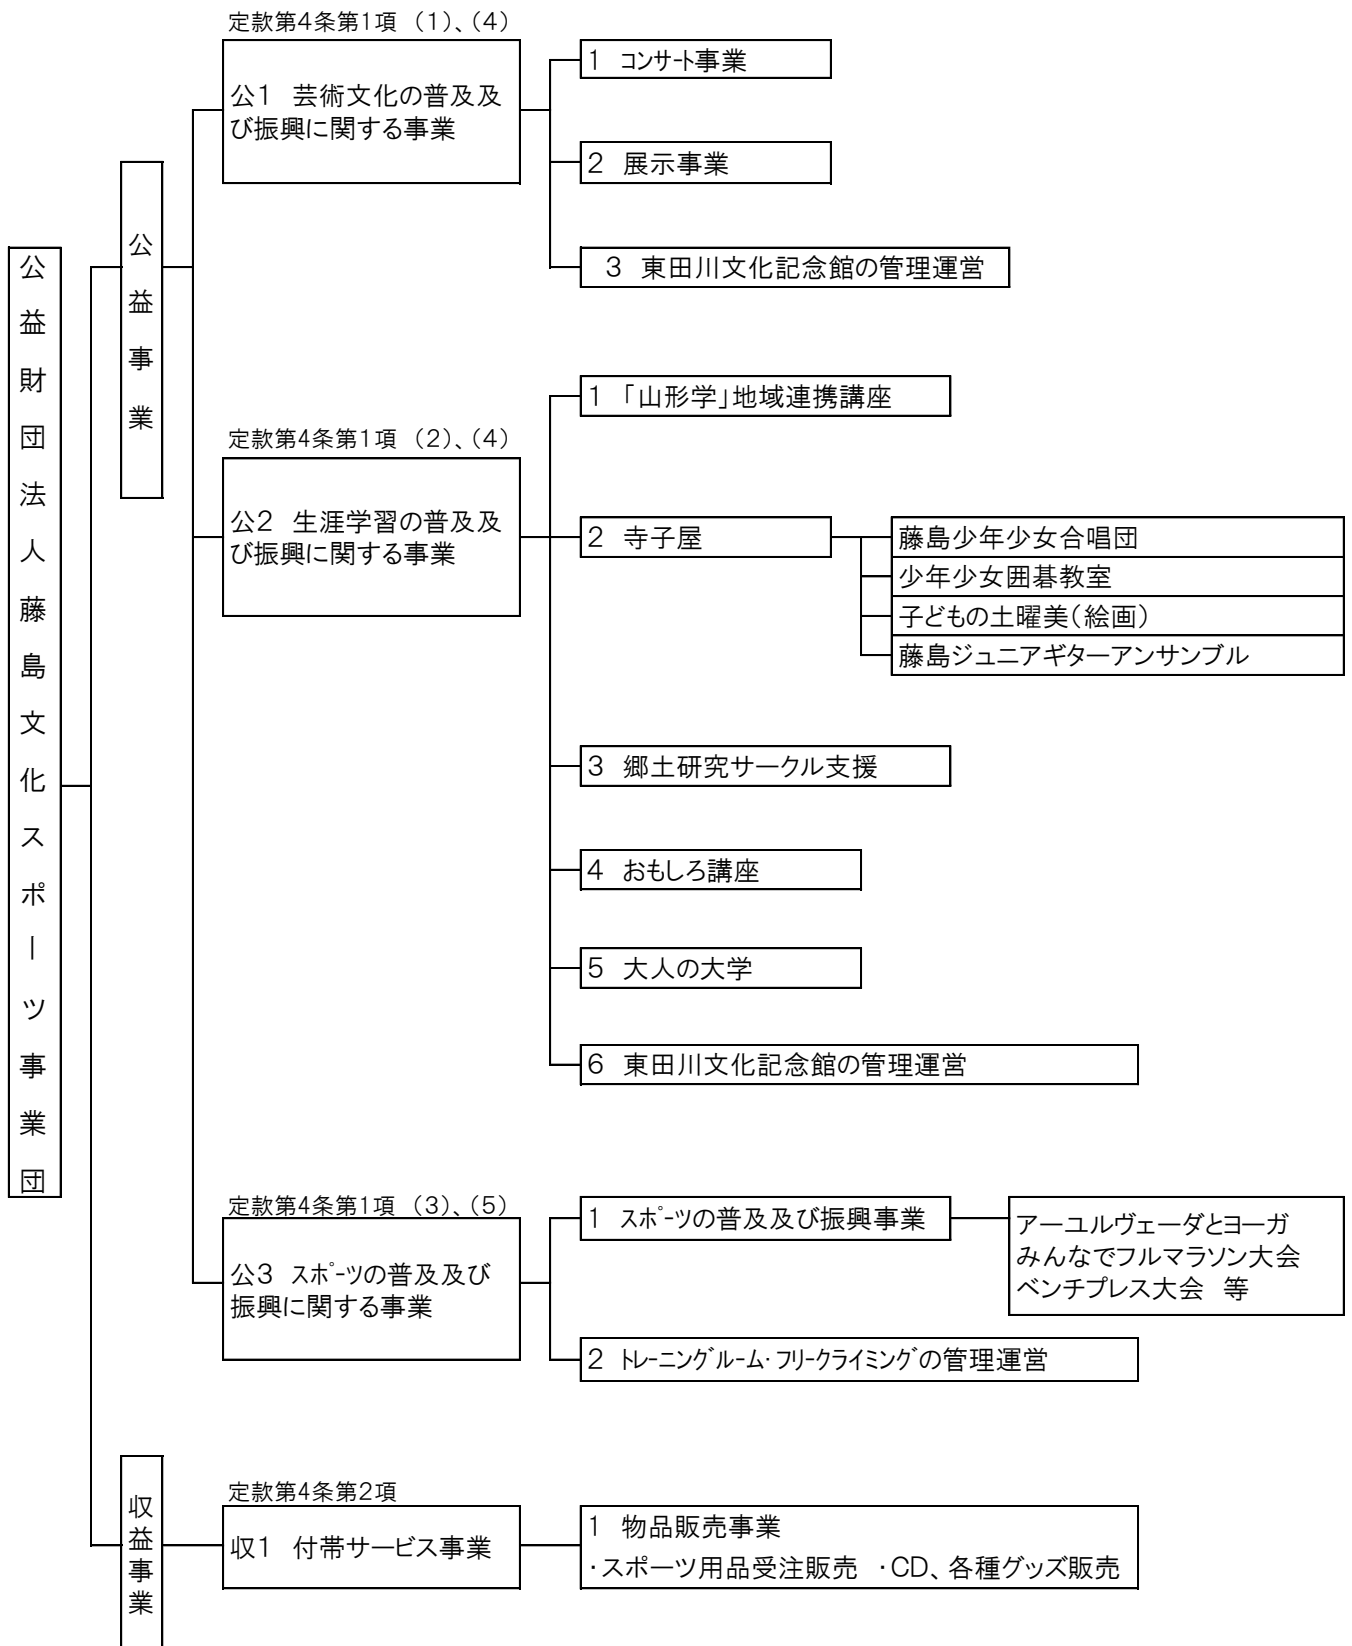 公益財団法人藤島文化スポーツ事業団
公益事業
定款第4条第1項 (1)、(4)
公1 芸術文化の普及及
び振興に関する事業
1 コンサート事業
2 展示事業
3 東田川文化記念館の管理運営
定款第4条第1項 (2)、(4)
公2 生涯学習の普及及
び振興に関する事業
1 「山形学」地域連携講座
2 寺子屋
藤島少年少女合唱団
少年少女囲碁教室
子どもの土曜美(絵画)
藤島ジュニアギターアンサンブル
3 郷土研究サークル支援
4 おもしろ講座
5 大人の大学
6 東田川文化記念館の管理運営
定款第4条第1項 (3)、(5)
公3 スポーツの普及及び
振興に関する事業
1 スポーツの普及及び振興事業
アーユルヴェーダとヨーガ
みんなでフルマラソン大会
ベンチプレス大会 等
2 トレーニングルーム・フリークライミングの管理運営
収益事業
定款第4条第2項
収1 付帯サービス事業
1 物品販売事業
・スポーツ用品受注販売 ・CD、各種グッズ販売